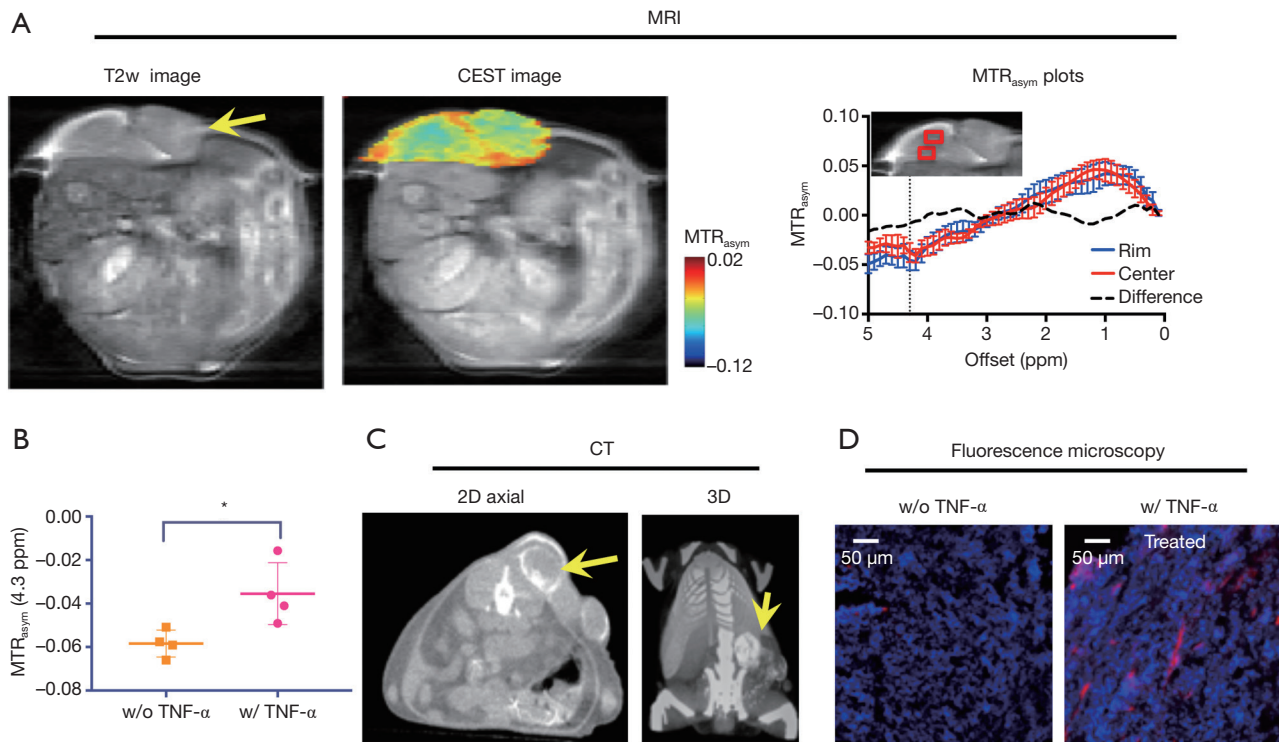 A
MRI
T2w image
CEST image
MTRasym plots
MTRasym
0.02
−0.12
0.10
0.05
0.00
−0.05
−0.10
MTRasym
Rim
Center
Difference
5 4 3 2 1 0
Offset (ppm)
B
*
0.00
−0.02
−0.04
−0.06
−0.08
MTRasym (4.3 ppm)
w/o TNF-α w/ TNF-α
C
CT
2D axial
3D
D
Fluorescence microscopy
w/o TNF-α
w/ TNF-α
50 μm
50 μm
Treated